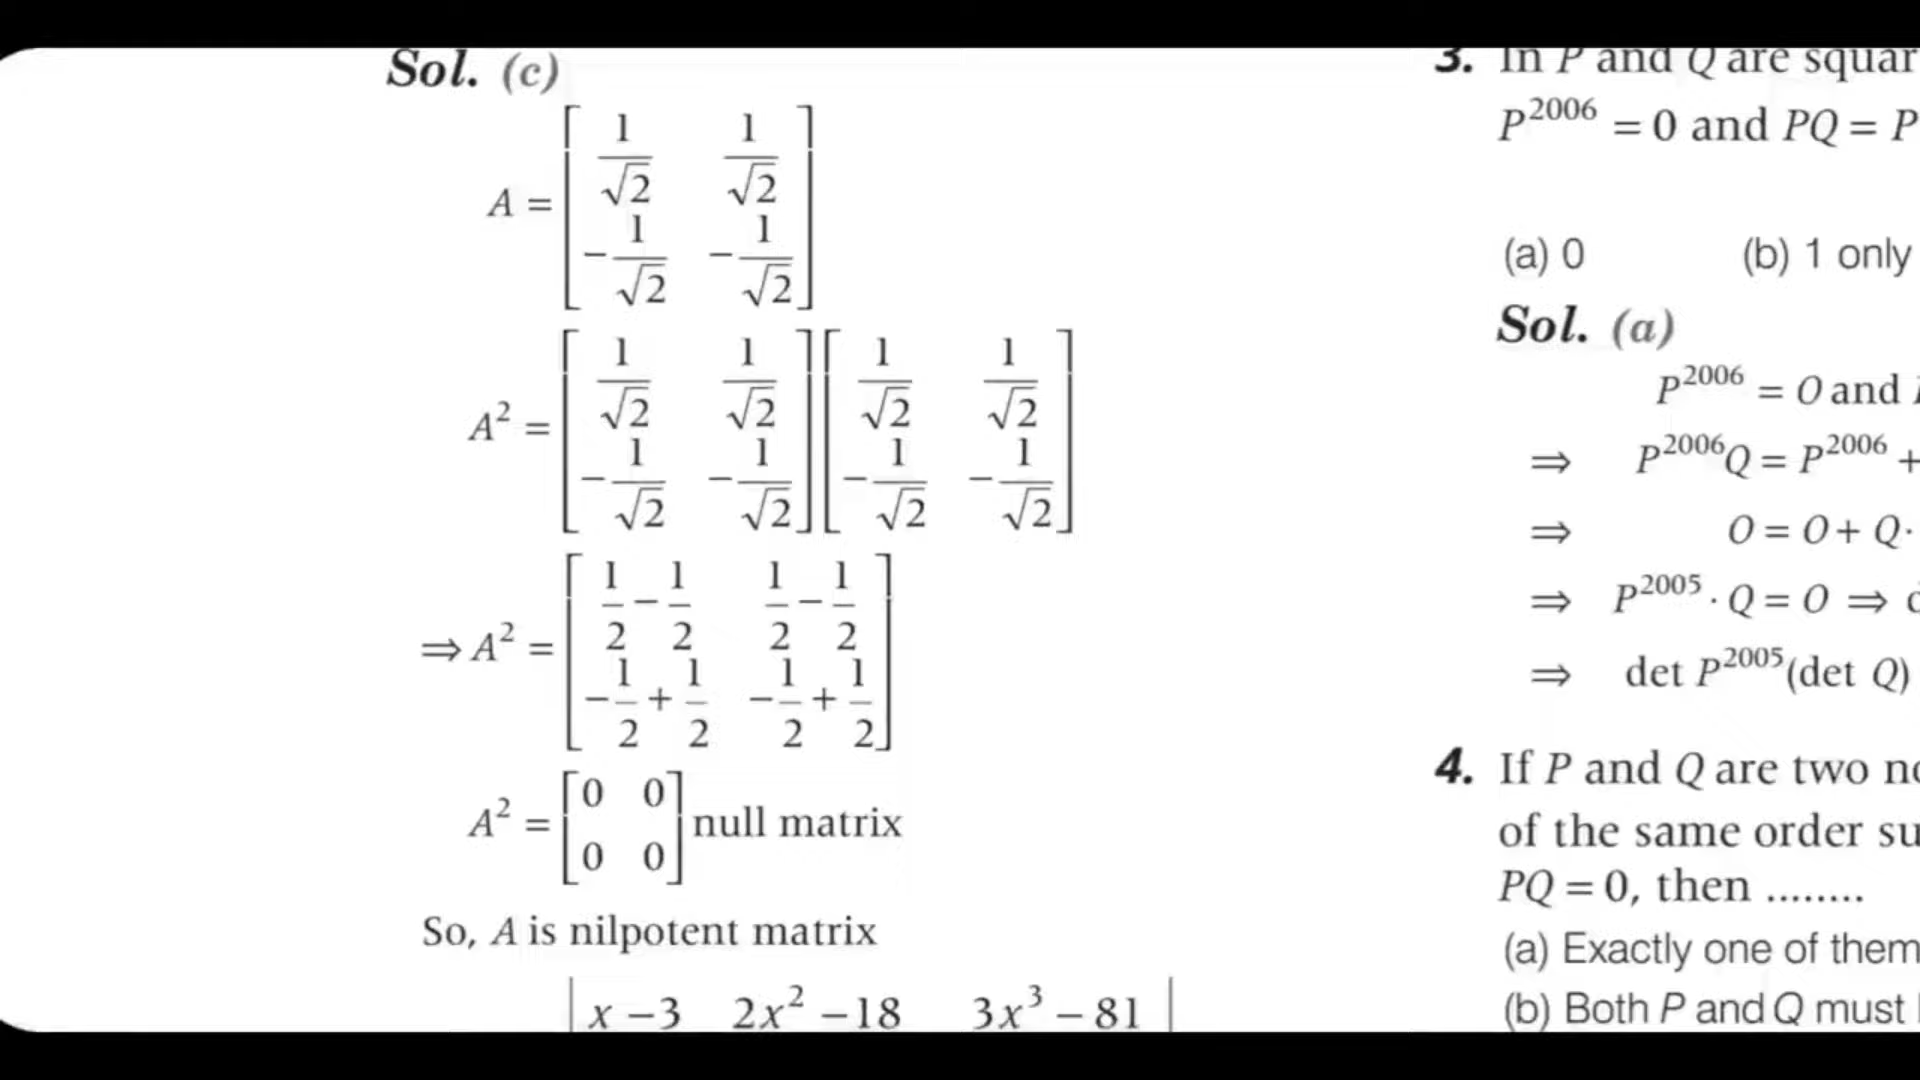 Sol. (c)
A = [ 1/√2 1/√2
-1/√2 -1/√2 ]
A² = [ 1/√2 1/√2
-1/√2 -1/√2 ] [ 1/√2 1/√2
-1/√2 -1/√2 ]
⇒ A² = [ 1/2 - 1/2 1/2 - 1/2
-1/2 + 1/2 -1/2 + 1/2 ]
A² = [ 0 0
0 0 ] null matrix
So, A is nilpotent matrix
| x – 3 2x² – 18 3x³ – 81 |
3. In P and Q are squar
P²⁰⁰⁶ = 0 and PQ = P
(a) 0 (b) 1 only
Sol. (a)
P²⁰⁰⁶ = O and
⇒ P²⁰⁰⁶Q = P²⁰⁰⁶ +
⇒ O = O + Q·
⇒ P²⁰⁰⁵ · Q = O ⇒
⇒ det P²⁰⁰⁵(det Q)
4. If P and Q are two no
of the same order su
PQ = 0, then ........
(a) Exactly one of them
(b) Both P and Q must